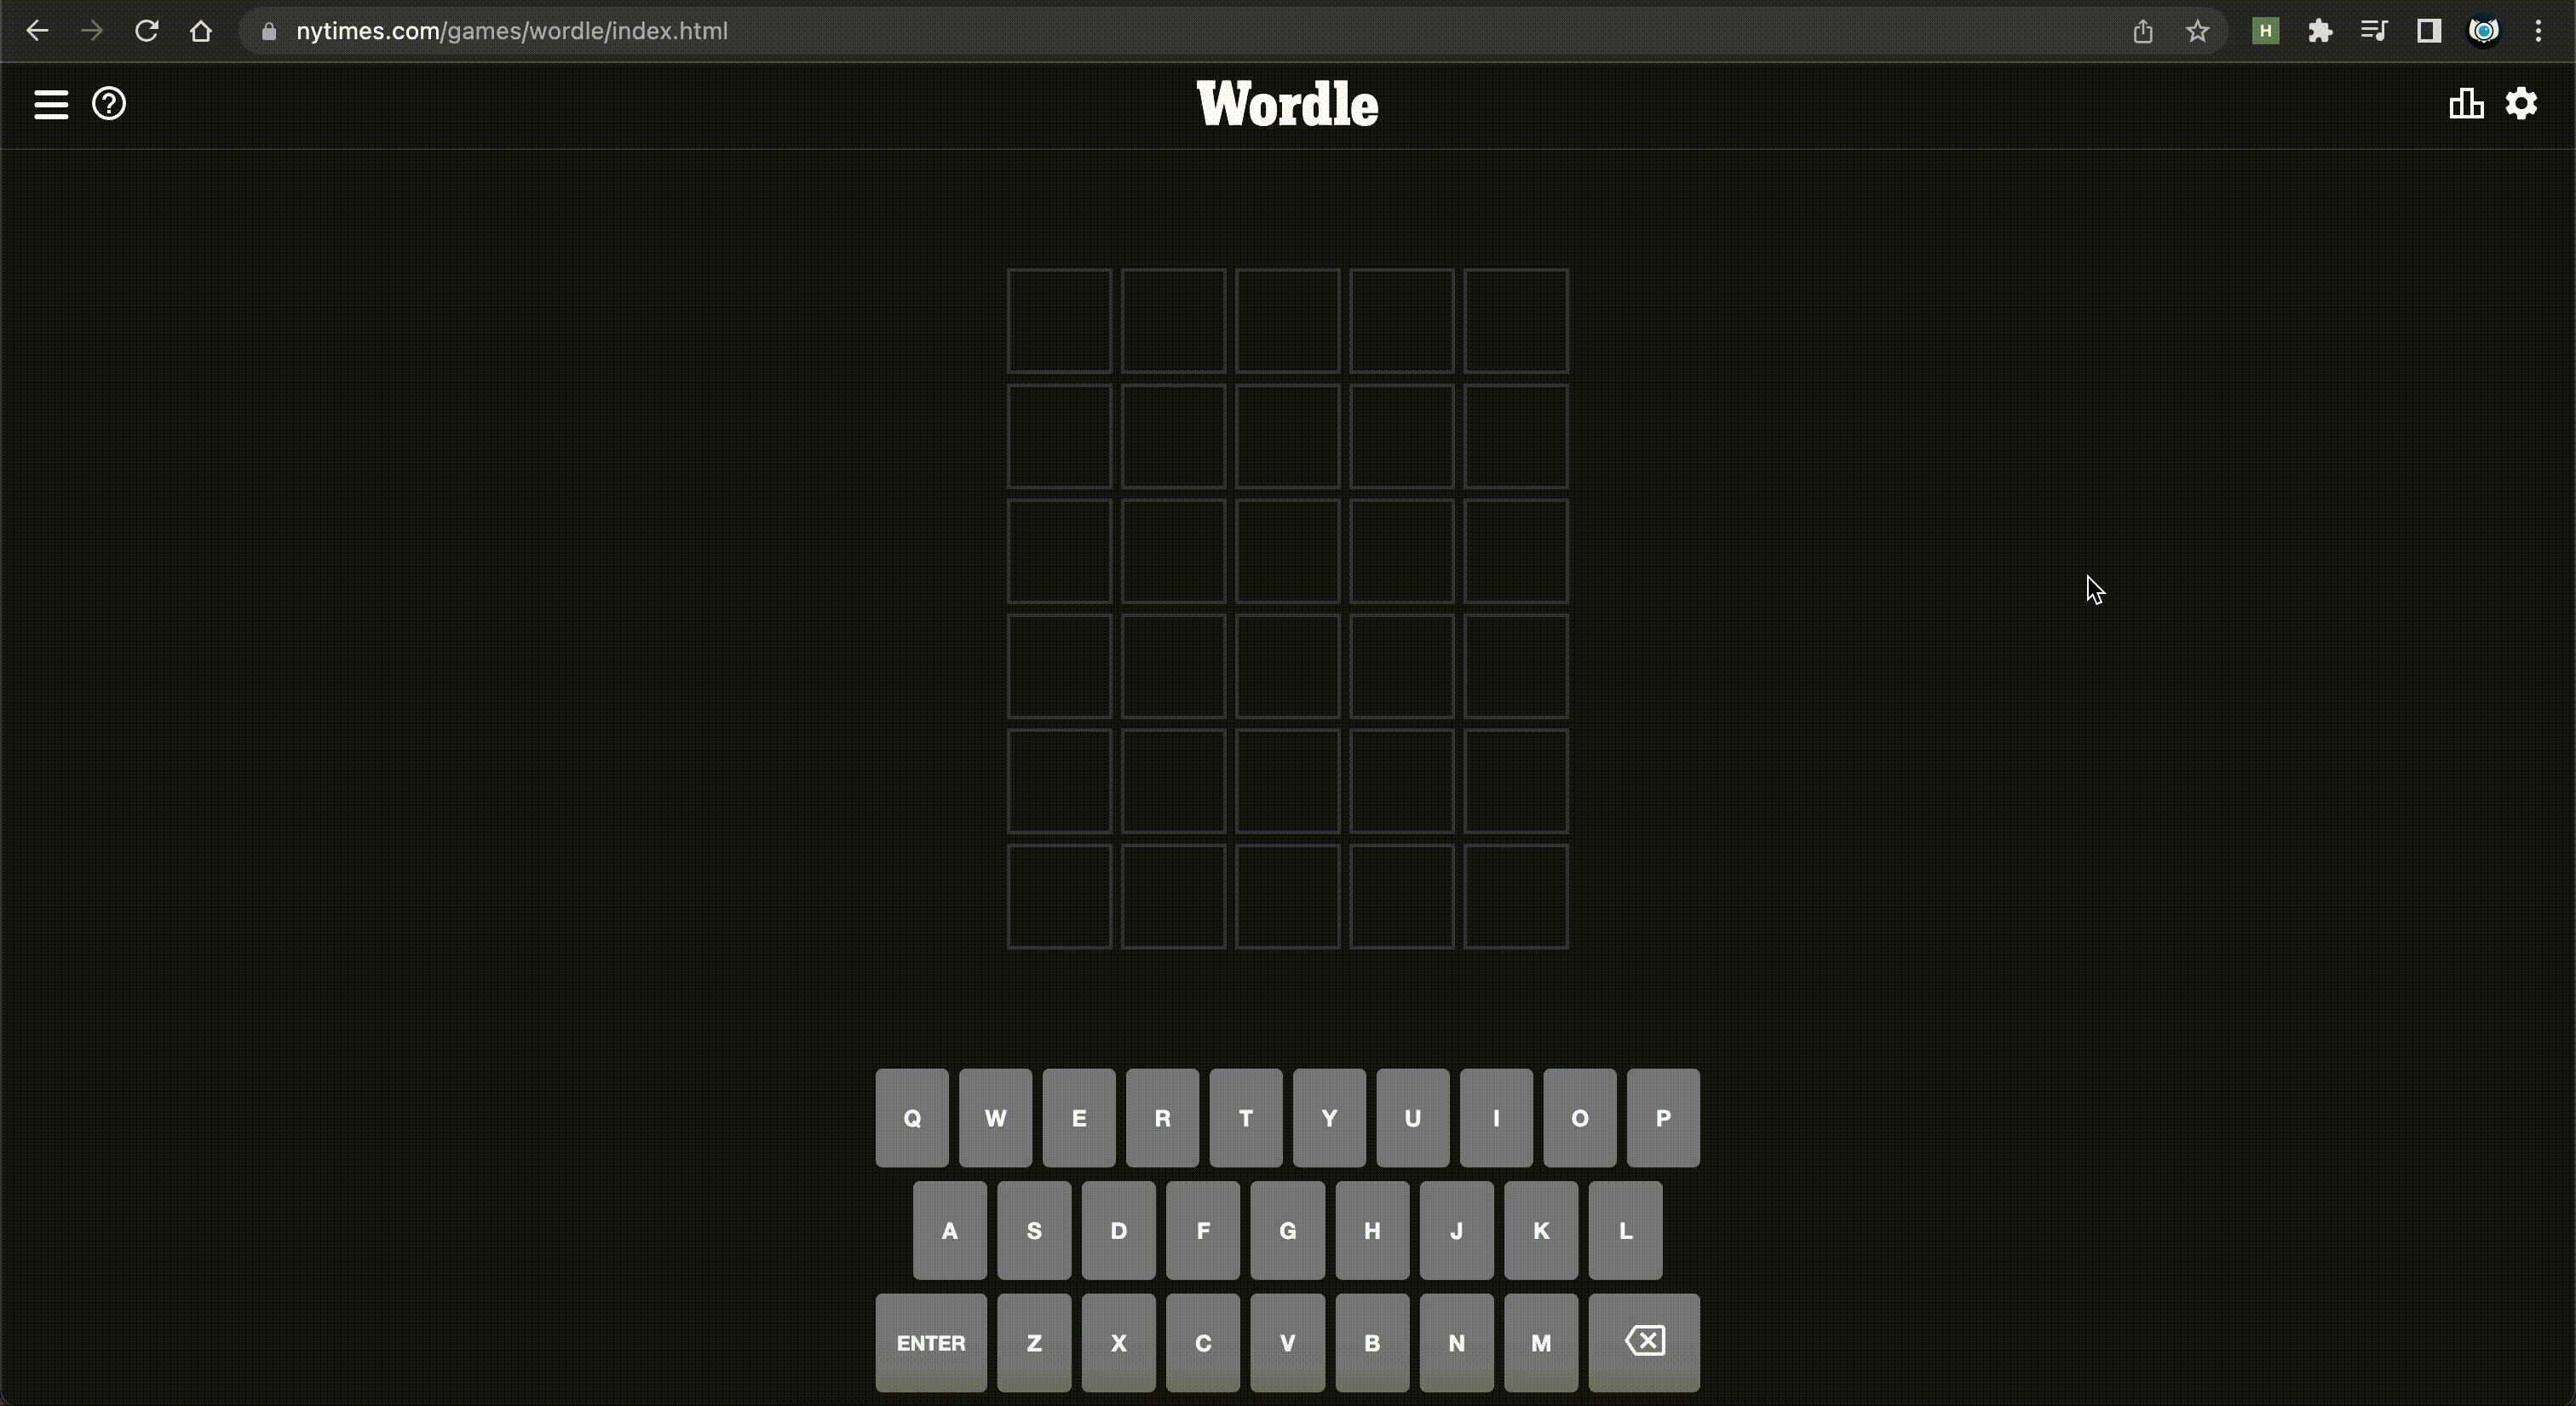 nytimes.com/games/wordle/index.html
H
?
Wordle
Q W E R T Y U I O P
A S D F G H J K L
ENTER Z X C V B N M